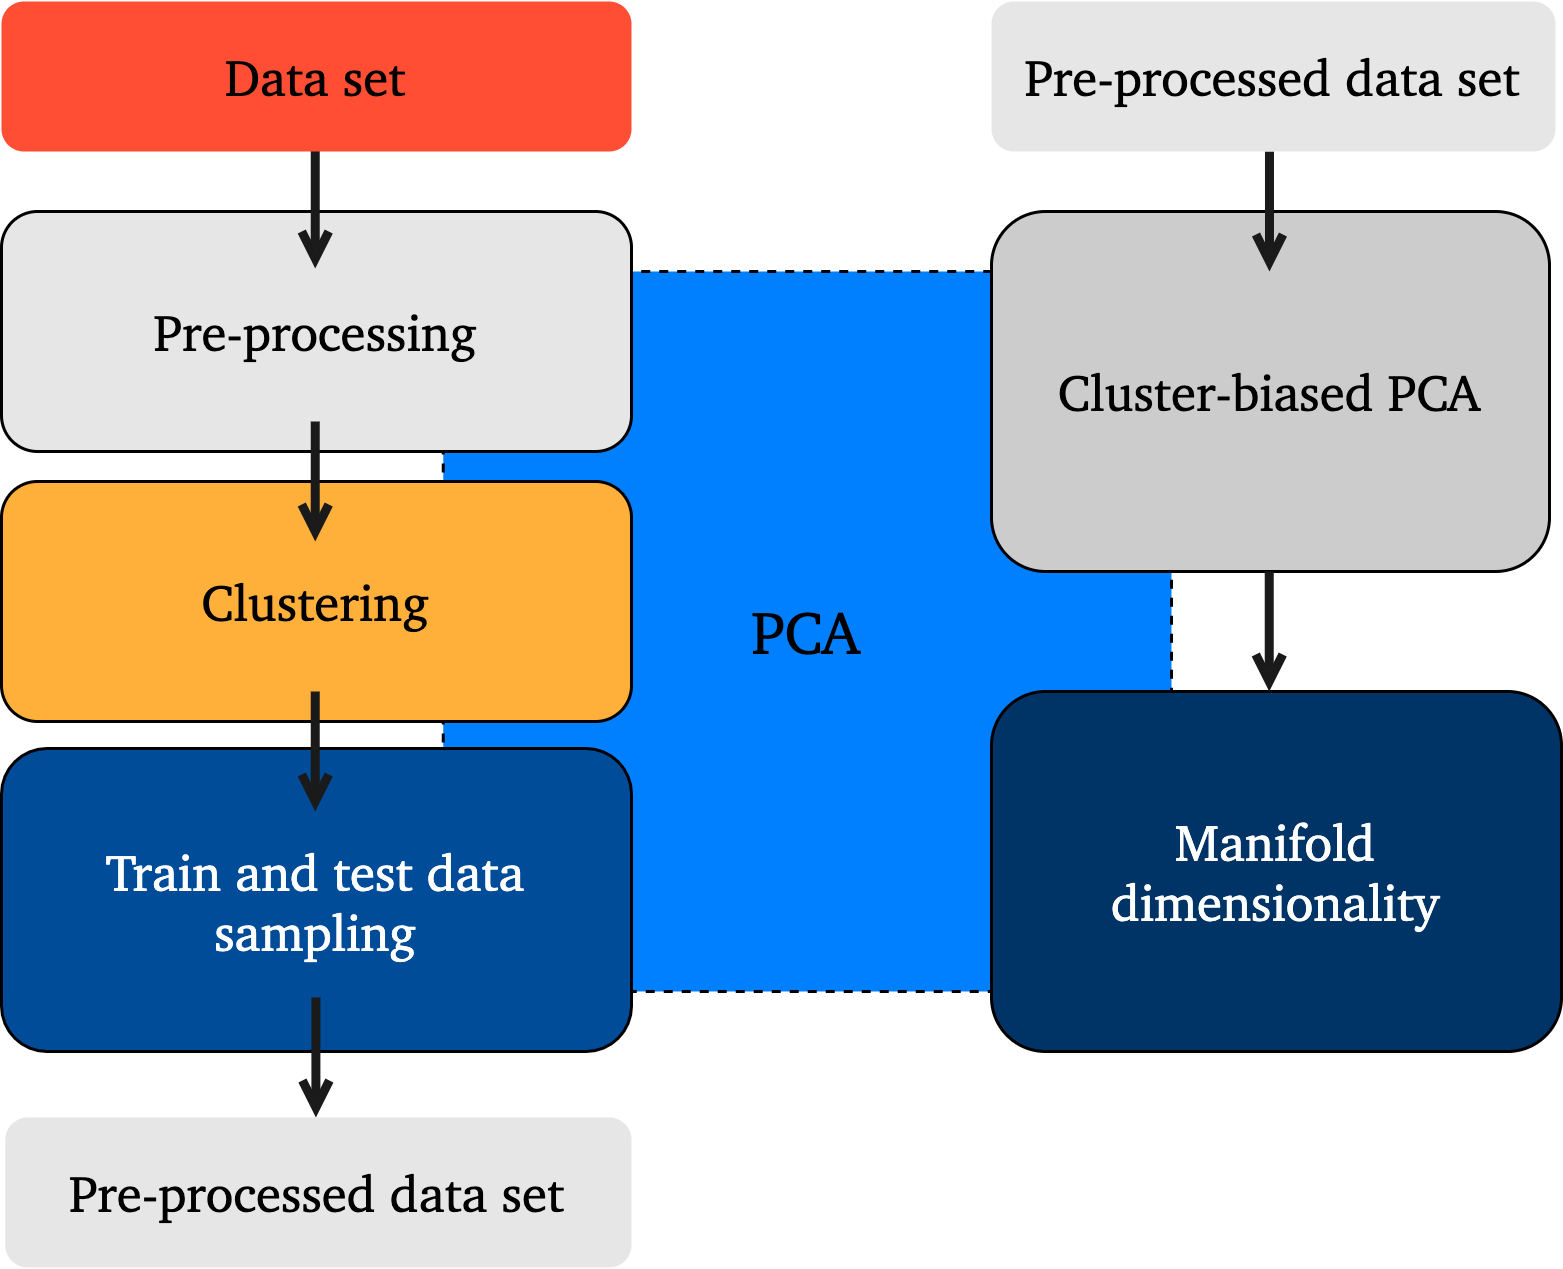 Data set
Pre-processing
Clustering
Train and test data
sampling
Pre-processed data set
PCA
Pre-processed data set
Cluster-biased PCA
Manifold
dimensionality